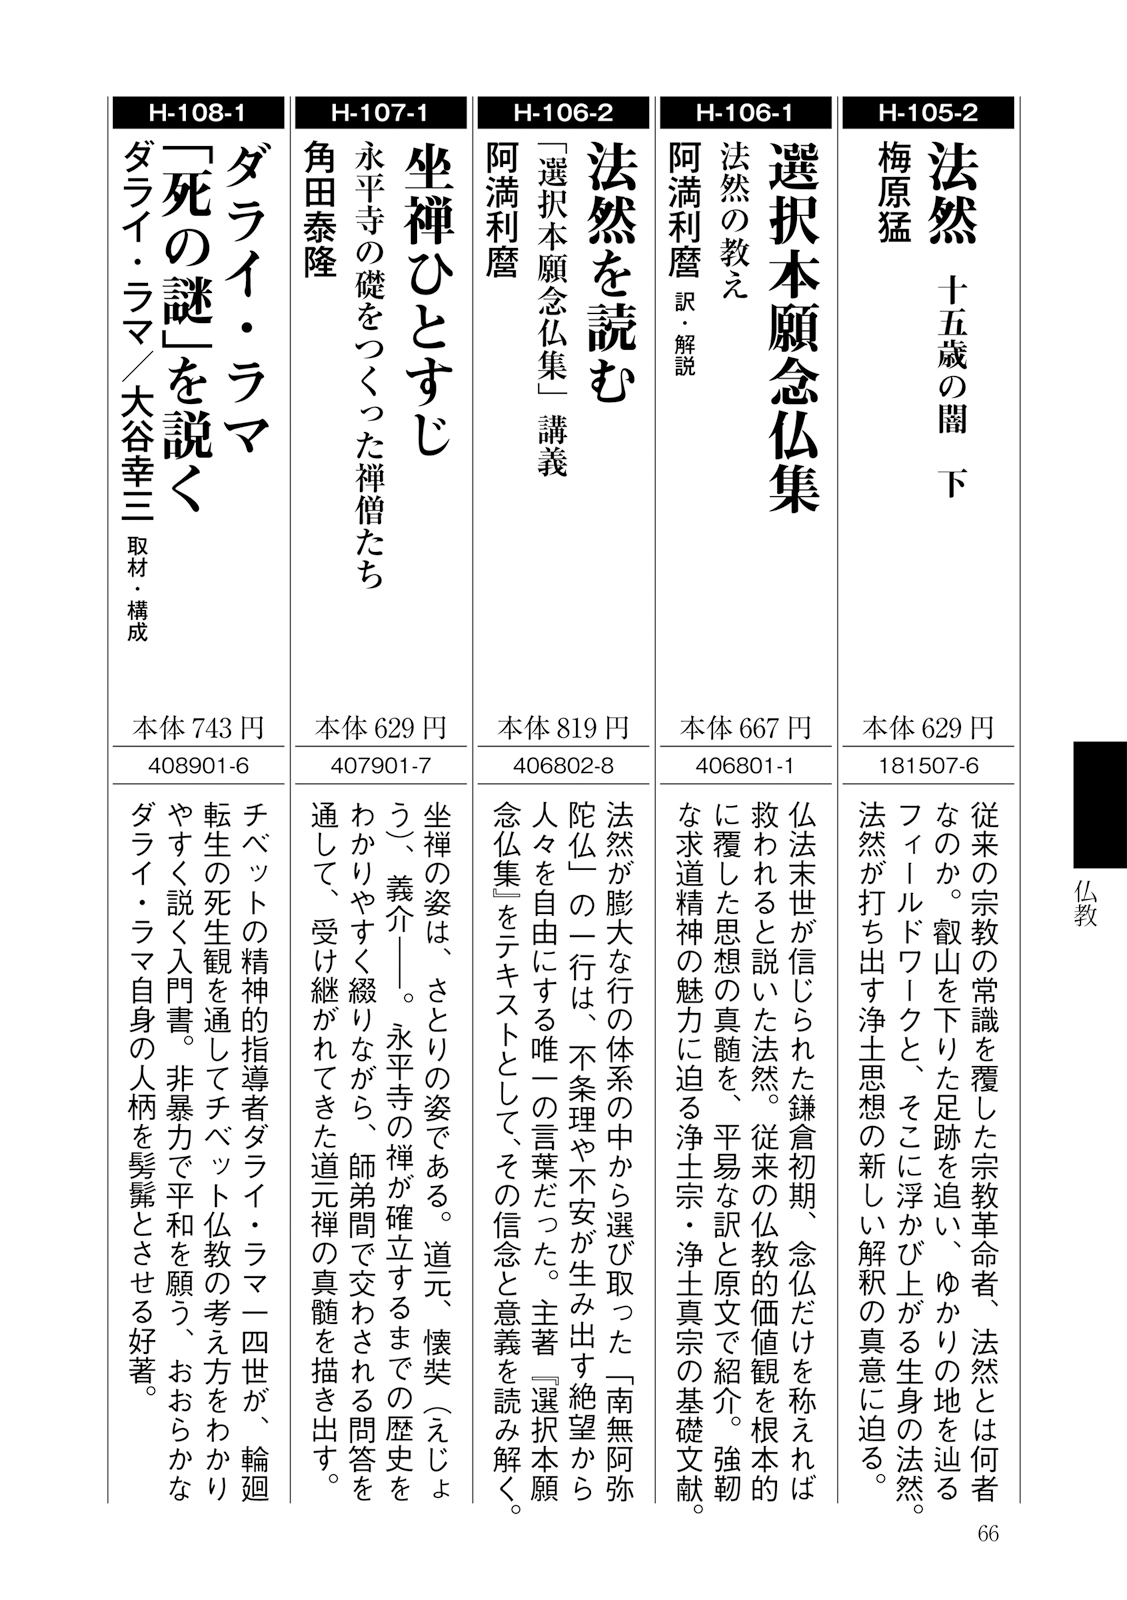 H-105-2
法然 十五歳の闇 下
梅原猛
本体 629 円
181507-6
従来の宗教の常識を覆した宗教革命者、法然とは何者
なのか。叡山を下りた足跡を追い、ゆかりの地を辿る
フィールドワークと、そこに浮かび上がる生身の法然。
法然が打ち出す浄土思想の新しい解釈の真意に迫る。
H-106-1
選択本願念仏集
法然の教え
阿満利麿 訳・解説
本体 667 円
406801-1
仏法末世が信じられた鎌倉初期、念仏だけを称えれば
救われると説いた法然。従来の仏教的価値観を根本的
に覆した思想の真髄を、平易な訳と原文で紹介。強靭
な求道精神の魅力に迫る浄土宗・浄土真宗の基礎文献。
H-106-2
法然を読む
「選択本願念仏集」講義
阿満利麿
本体 819 円
406802-8
法然が膨大な行の体系の中から選び取った「南無阿弥
陀仏」の一行は、不条理や不安が生み出す絶望から
人々を自由にする唯一の言葉だった。主著『選択本願
念仏集』をテキストとして、その信念と意義を読み解く。
H-107-1
坐禅ひとすじ
永平寺の礎をつくった禅僧たち
角田泰隆
本体 629 円
407901-7
坐禅の姿は、さとりの姿である。道元、懐奘(えじょ
う)、義介――。永平寺の禅が確立するまでの歴史を
わかりやすく綴りながら、師弟間で交わされる問答を
通して、受け継がれてきた道元禅の真髄を描き出す。
H-108-1
ダライ・ラマ
「死の謎」を説く
ダライ・ラマ/大谷幸三 取材・構成
本体 743 円
408901-6
チベットの精神的指導者ダライ・ラマ一四世が、輪廻
転生の死生観を通してチベット仏教の考え方をわかり
やすく説く入門書。非暴力で平和を願う、おおらかな
ダライ・ラマ自身の人柄を髣髴とさせる好著。
仏教
66